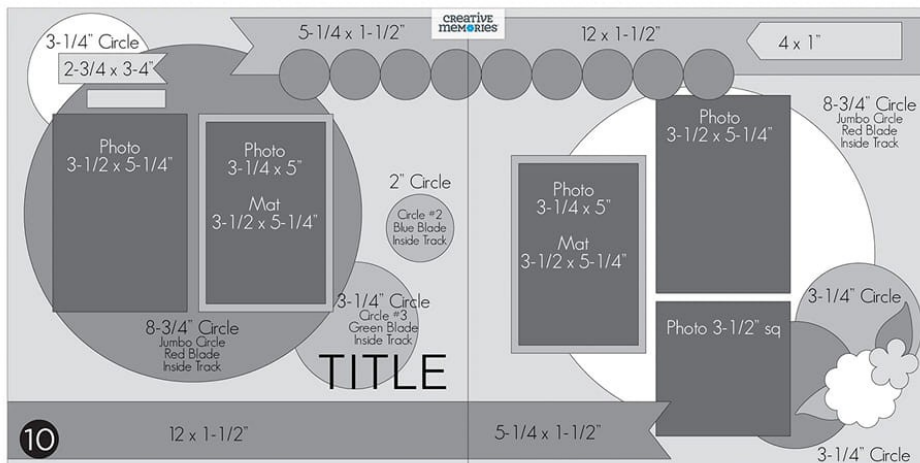 CREATIVE
MEMORIES
3-1/4" Circle
2-3/4 x 3-4"
5-1/4 x 1-1/2"
12 x 1-1/2"
4 x 1"
Photo
3-1/2 x 5-1/4"
Photo
3-1/4 x 5"
Mat
3-1/2 x 5-1/4"
2" Circle
Circle #2
Blue Blade
Inside Track
3-1/4" Circle
Circle #3
Green Blade
Inside Track
8-3/4" Circle
Jumbo Circle
Red Blade
Inside Track
TITLE
Photo
3-1/4 x 5"
Mat
3-1/2 x 5-1/4"
Photo
3-1/2 x 5-1/4"
8-3/4" Circle
Jumbo Circle
Red Blade
Inside Track
3-1/4" Circle
Photo 3-1/2" sq
10
12 x 1-1/2"
5-1/4 x 1-1/2"
3-1/4" Circle